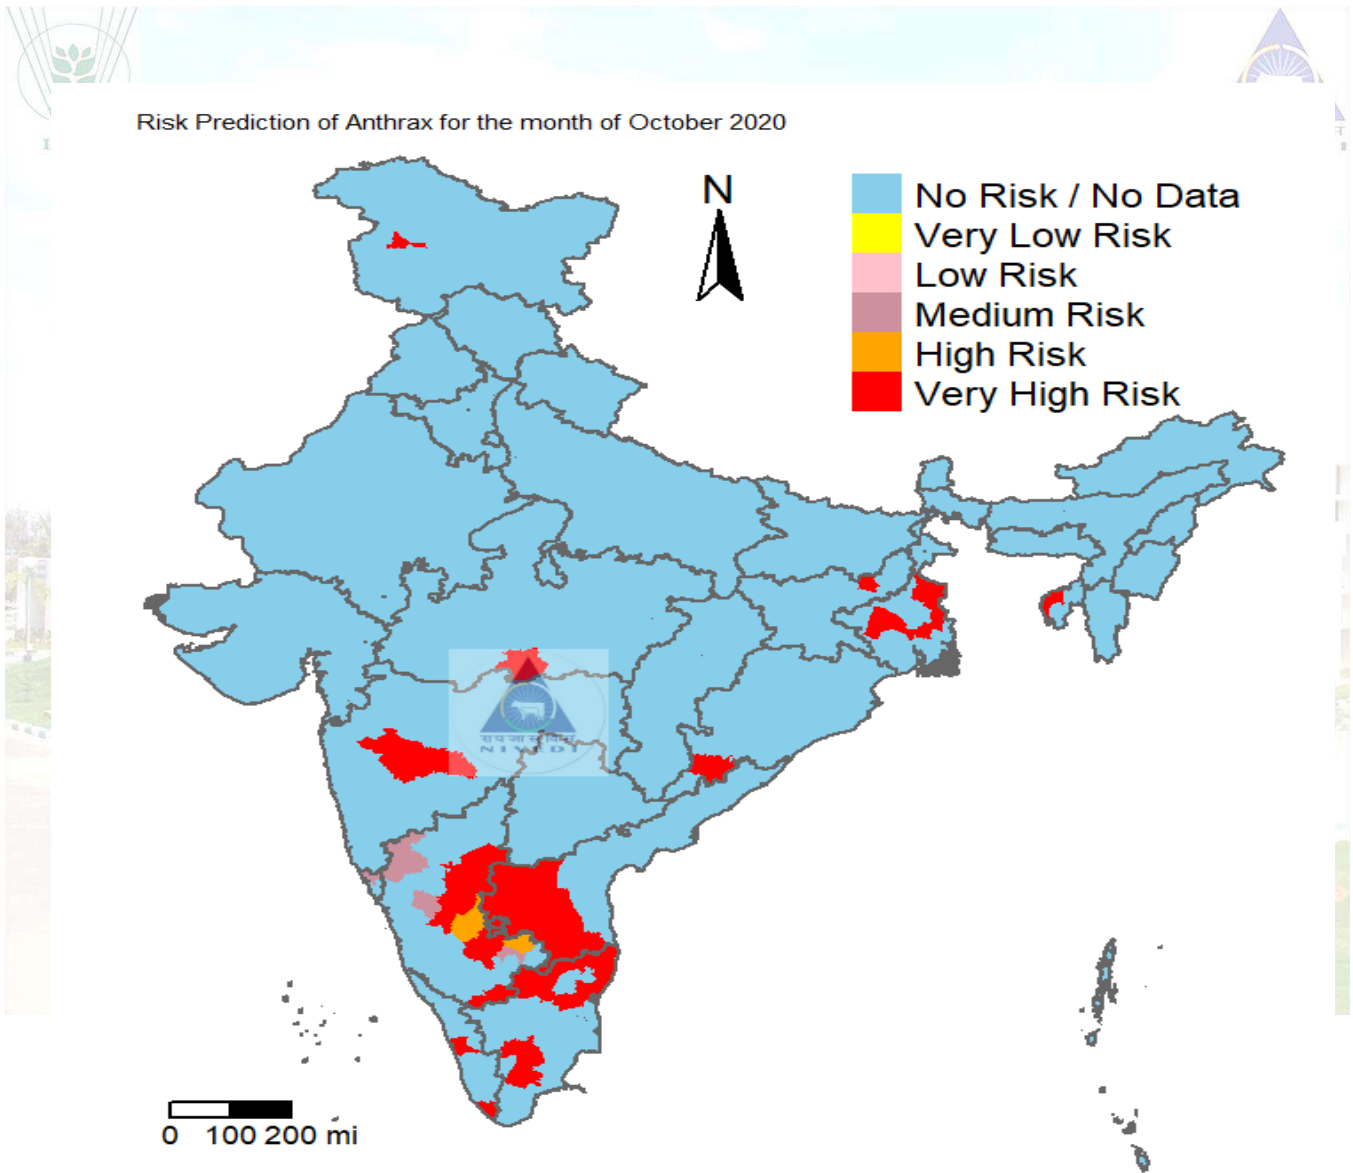 Risk Prediction of Anthrax for the month of October 2020
N
No Risk / No Data
Very Low Risk
Low Risk
Medium Risk
High Risk
Very High Risk
N I V E D I
0 100 200 mi